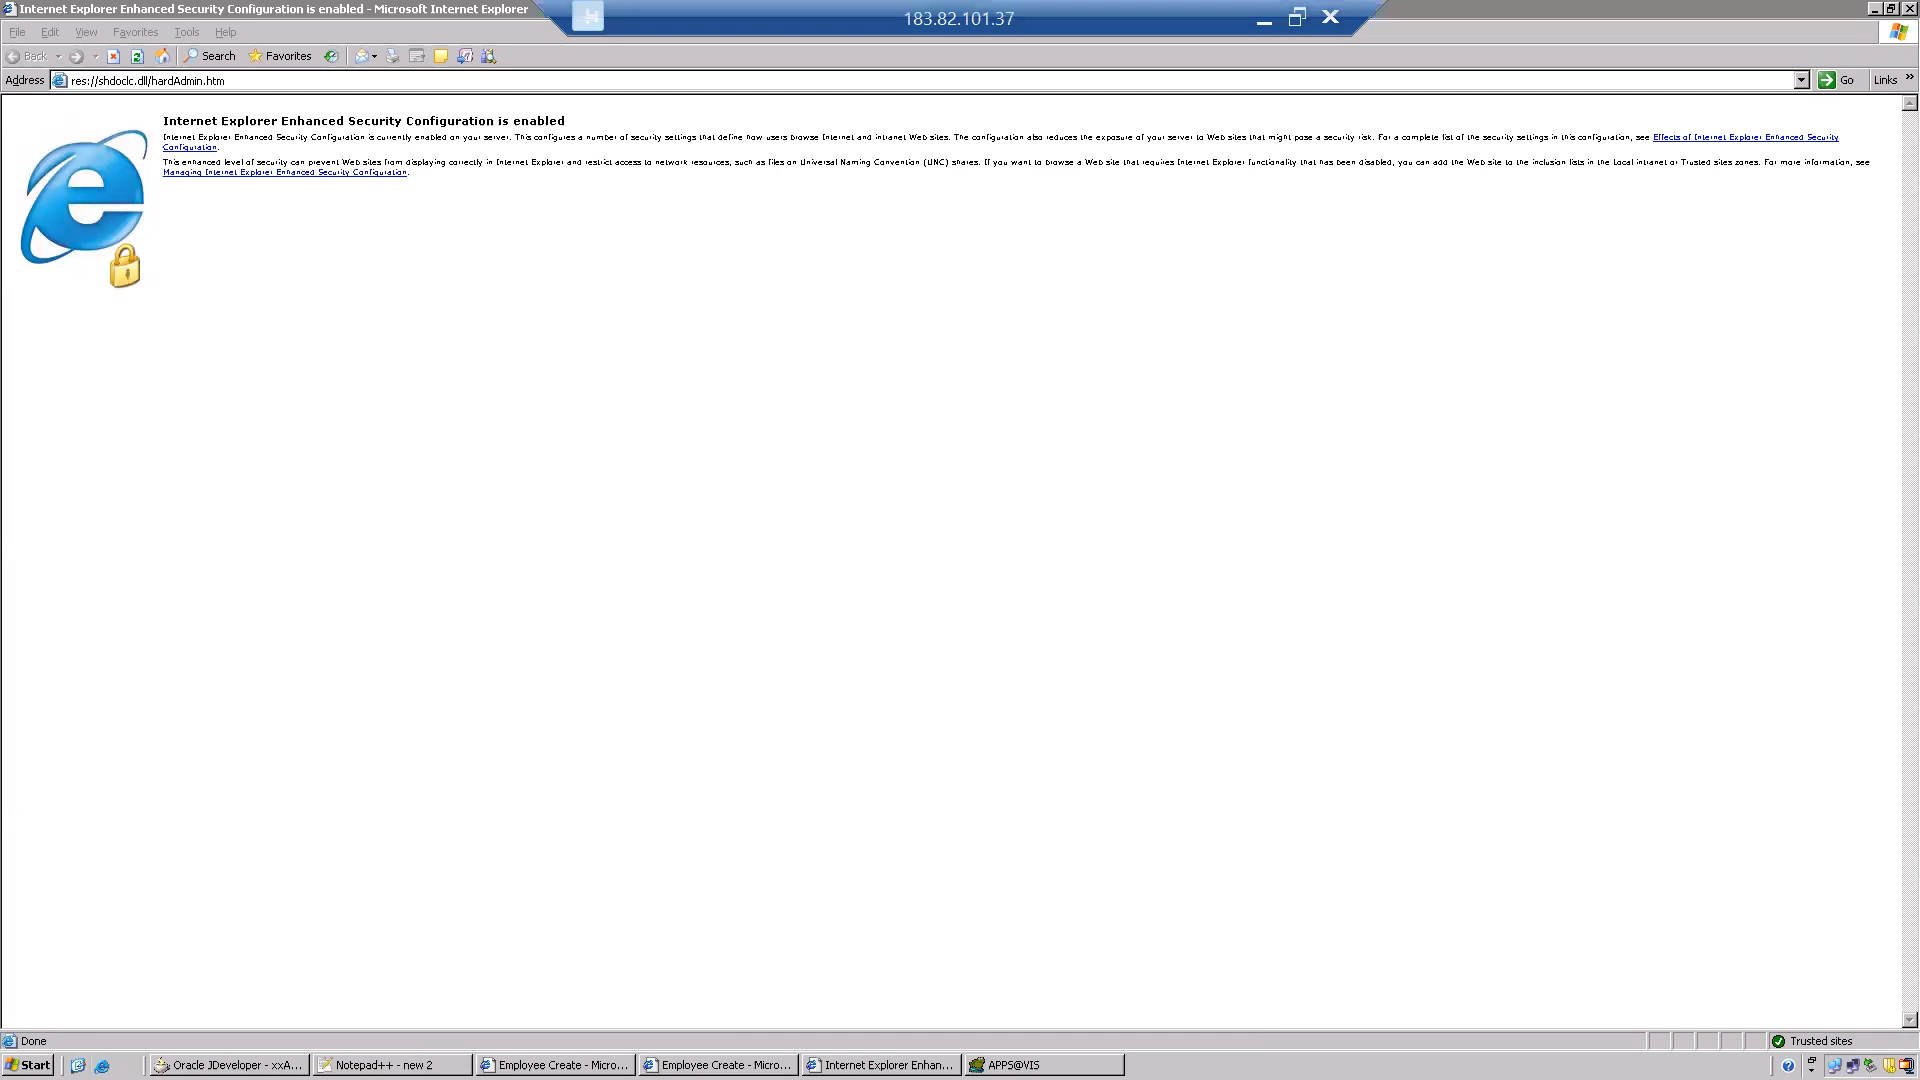 Internet Explorer Enhanced Security Configuration is enabled - Microsoft Internet Explorer
183.82.101.37
File Edit View Favorites Tools Help
Back Search Favorites
Address res://shdoclc.dll/hardAdmin.htm Go Links »
Internet Explorer Enhanced Security Configuration is enabled
Internet Explorer Enhanced Security Configuration is currently enabled on your server. This configures a number of security settings that define how users browse Internet and intranet Web sites. The configuration also reduces the exposure of your server to Web sites that might pose a security risk. For a complete list of the security settings in this configuration, see Effects of Internet Explorer Enhanced Security
Configuration.
This enhanced level of security can prevent Web sites from displaying correctly in Internet Explorer and restrict access to network resources, such as files on Universal Naming Convention (UNC) shares. If you want to browse a Web site that requires Internet Explorer functionality that has been disabled, you can add the Web site to the inclusion lists in the Local intranet or Trusted sites zones. For more information, see
Managing Internet Explorer Enhanced Security Configuration.
Done Trusted sites
Start Oracle JDeveloper - xxA... Notepad++ - new 2 Employee Create - Micro... Employee Create - Micro... Internet Explorer Enhan... APPS@VIS